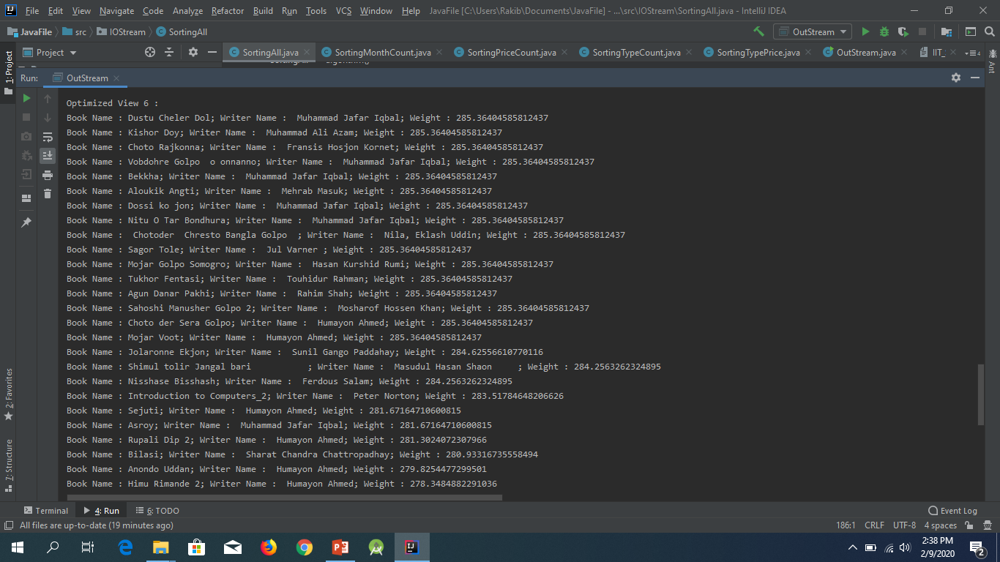 File Edit View Navigate Code Analyze Refactor Build Run Tools VCS Window Help JavaFile [C:\Users\Rakib\Documents\JavaFile] - ...\src\IOStream\SortingAll.java - IntelliJ IDEA
JavaFile src IOStream SortingAll OutStream
1: Project
Project SortingAll.java SortingMonthCount.java SortingPriceCount.java SortingTypeCount.java SortingTypePrice.java OutStream.java IIT_ 4
Ant
Run: OutStream
Optimized View 6 :
Book Name : Dustu Cheler Dol; Writer Name :  Muhammad Jafar Iqbal; Weight : 285.36404585812437
Book Name : Kishor Doy; Writer Name :  Muhammad Ali Azam; Weight : 285.36404585812437
Book Name : Choto Rajkonna; Writer Name :  Fransis Hosjon Kornet; Weight : 285.36404585812437
Book Name : Vobdohre Golpo  o onnanno; Writer Name :  Muhammad Jafar Iqbal; Weight : 285.36404585812437
Book Name : Bekkha; Writer Name :  Muhammad Jafar Iqbal; Weight : 285.36404585812437
Book Name : Aloukik Angti; Writer Name :  Mehrab Masuk; Weight : 285.36404585812437
Book Name : Dossi ko jon; Writer Name :  Muhammad Jafar Iqbal; Weight : 285.36404585812437
Book Name : Nitu O Tar Bondhura; Writer Name :  Muhammad Jafar Iqbal; Weight : 285.36404585812437
Book Name :  Chotoder  Chresto Bangla Golpo  ; Writer Name :  Nila, Eklash Uddin; Weight : 285.36404585812437
Book Name : Sagor Tole; Writer Name :  Jul Varner ; Weight : 285.36404585812437
Book Name : Mojar Golpo Somogro; Writer Name :  Hasan Kurshid Rumi; Weight : 285.36404585812437
Book Name : Tukhor Fentasi; Writer Name :  Touhidur Rahman; Weight : 285.36404585812437
Book Name : Agun Danar Pakhi; Writer Name :  Rahim Shah; Weight : 285.36404585812437
Book Name : Sahoshi Manusher Golpo 2; Writer Name :  Mosharof Hossen Khan; Weight : 285.36404585812437
Book Name : Choto der Sera Golpo; Writer Name :  Humayon Ahmed; Weight : 285.36404585812437
Book Name : Mojar Voot; Writer Name :  Humayon Ahmed; Weight : 285.36404585812437
Book Name : Jolaronne Ekjon; Writer Name :  Sunil Gango Paddahay; Weight : 284.62556610770116
Book Name : Shimul tolir Jangal bari           ; Writer Name :  Masudul Hasan Shaon     ; Weight : 284.2563262324895
Book Name : Nisshase Bisshash; Writer Name :  Ferdous Salam; Weight : 284.2563262324895
Book Name : Introduction to Computers_2; Writer Name :  Peter Norton; Weight : 283.51784648206626
Book Name : Sejuti; Writer Name :  Humayon Ahmed; Weight : 281.67164710600815
Book Name : Asroy; Writer Name :  Muhammad Jafar Iqbal; Weight : 281.67164710600815
Book Name : Rupali Dip 2; Writer Name :  Humayon Ahmed; Weight : 281.3024072307966
Book Name : Bilasi; Writer Name :  Sharat Chandra Chattropadhay; Weight : 280.93316735558494
Book Name : Anondo Uddan; Writer Name :  Humayon Ahmed; Weight : 279.8254477299501
Book Name : Himu Rimande 2; Writer Name :  Humayon Ahmed; Weight : 278.3484882291036
2: Favorites
7: Structure
Terminal 4: Run 6: TODO Event Log
All files are up-to-date (19 minutes ago) 186:1 CRLF UTF-8 4 spaces
2:38 PM
2/9/2020
2